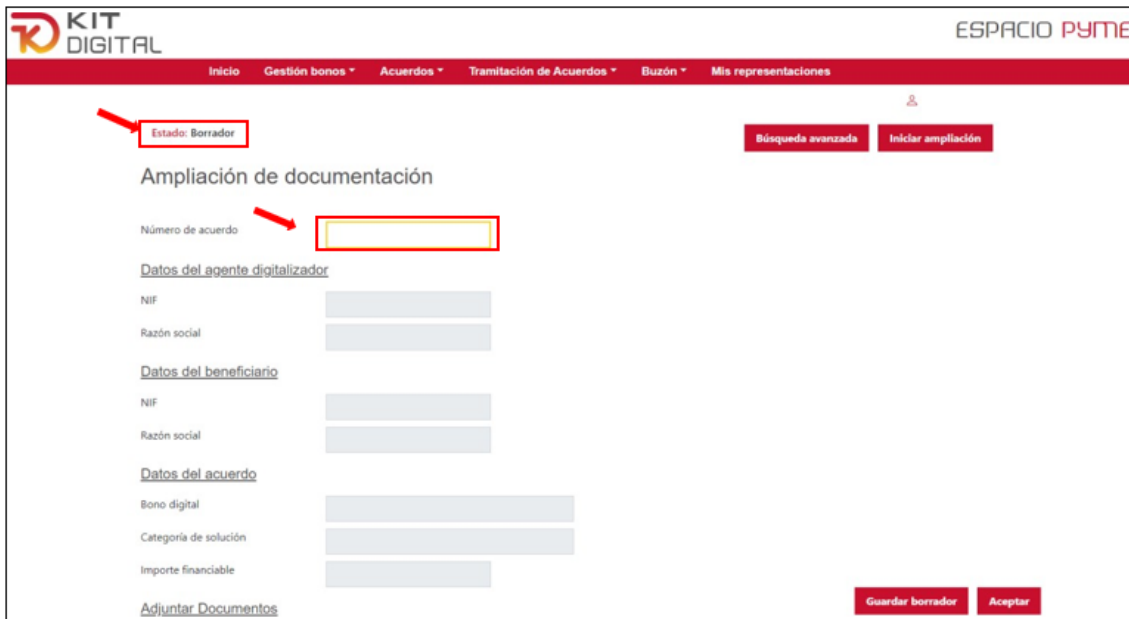 KIT
DIGITAL
ESPACIO PYME
Inicio Gestión bonos Acuerdos Tramitación de Acuerdos Buzón Mis representaciones
Estado: Borrador
Búsqueda avanzada Iniciar ampliación
Ampliación de documentación
Número de acuerdo
Datos del agente digitalizador
NIF
Razón social
Datos del beneficiario
NIF
Razón social
Datos del acuerdo
Bono digital
Categoría de solución
Importe financiable
Adjuntar Documentos
Guardar borrador Aceptar